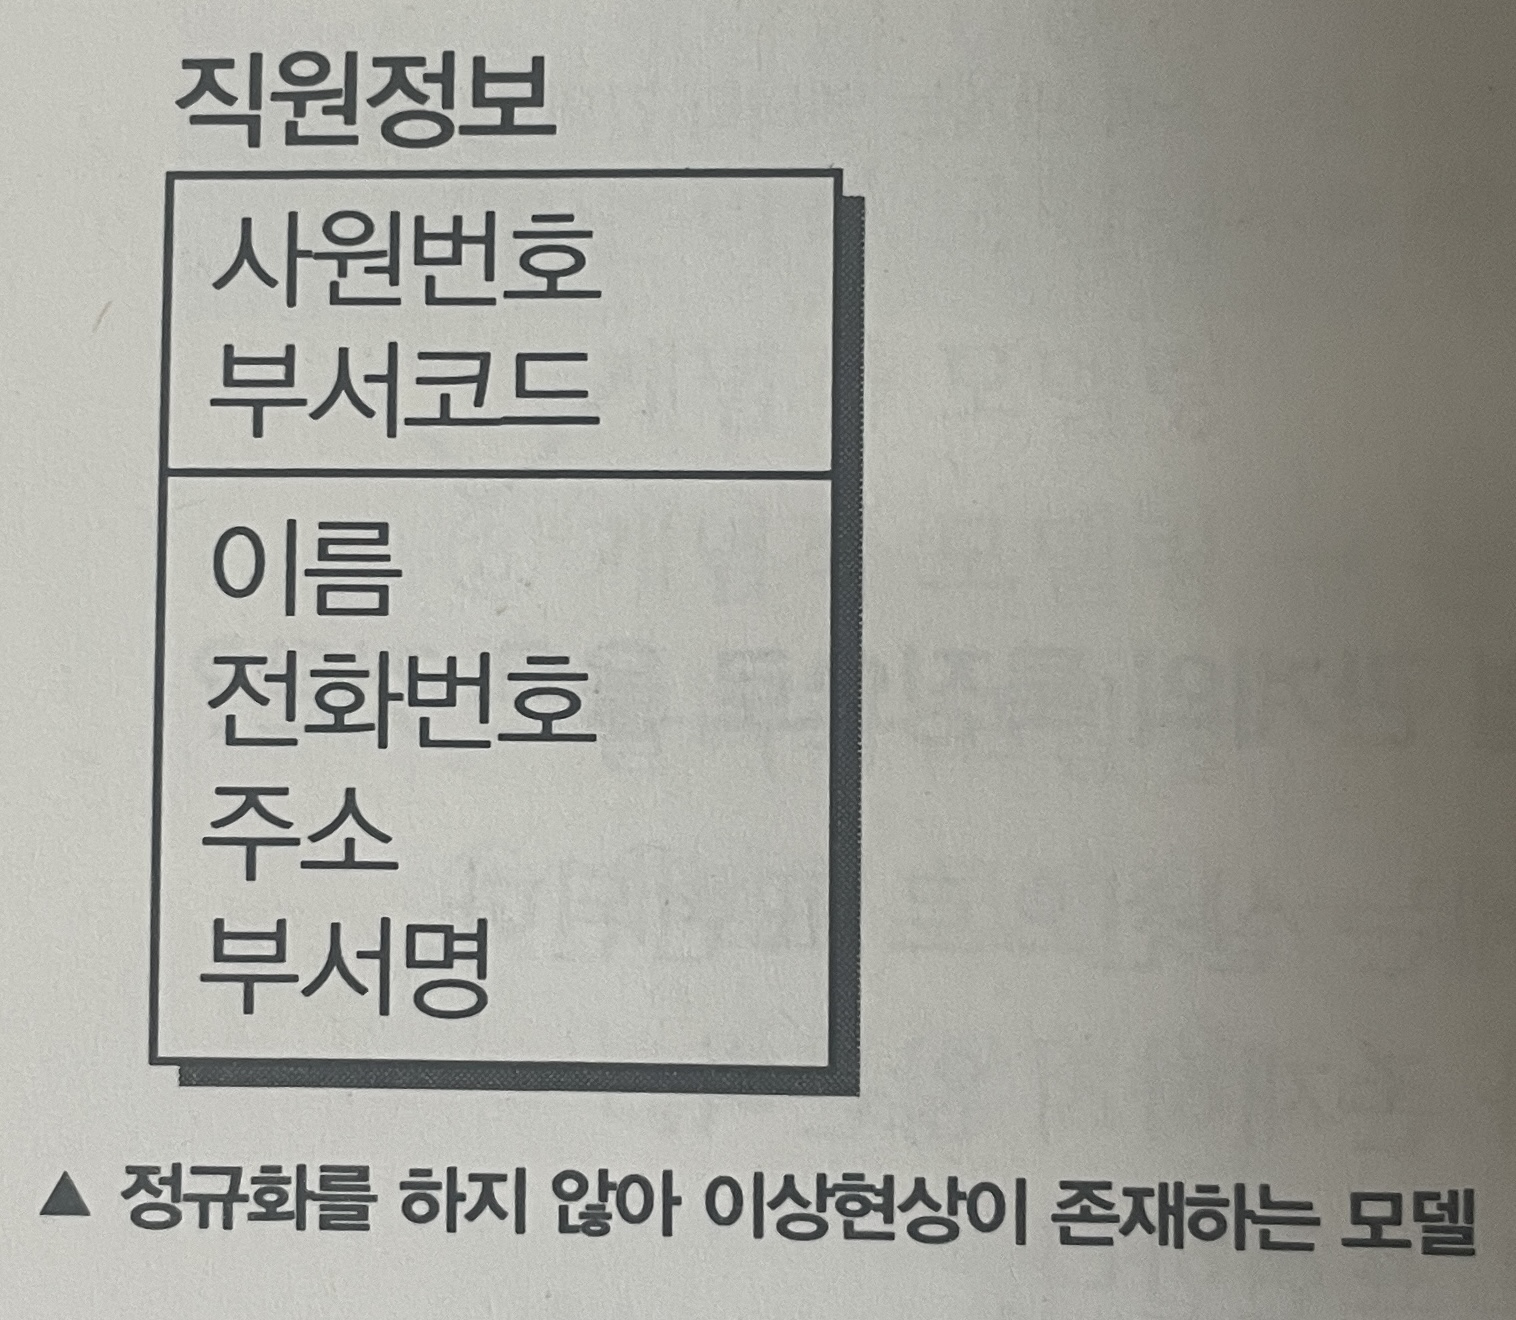 직원정보
사원번호
부서코드
이름
전화번호
주소
부서명
▲ 정규화를 하지 않아 이상현상이 존재하는 모델